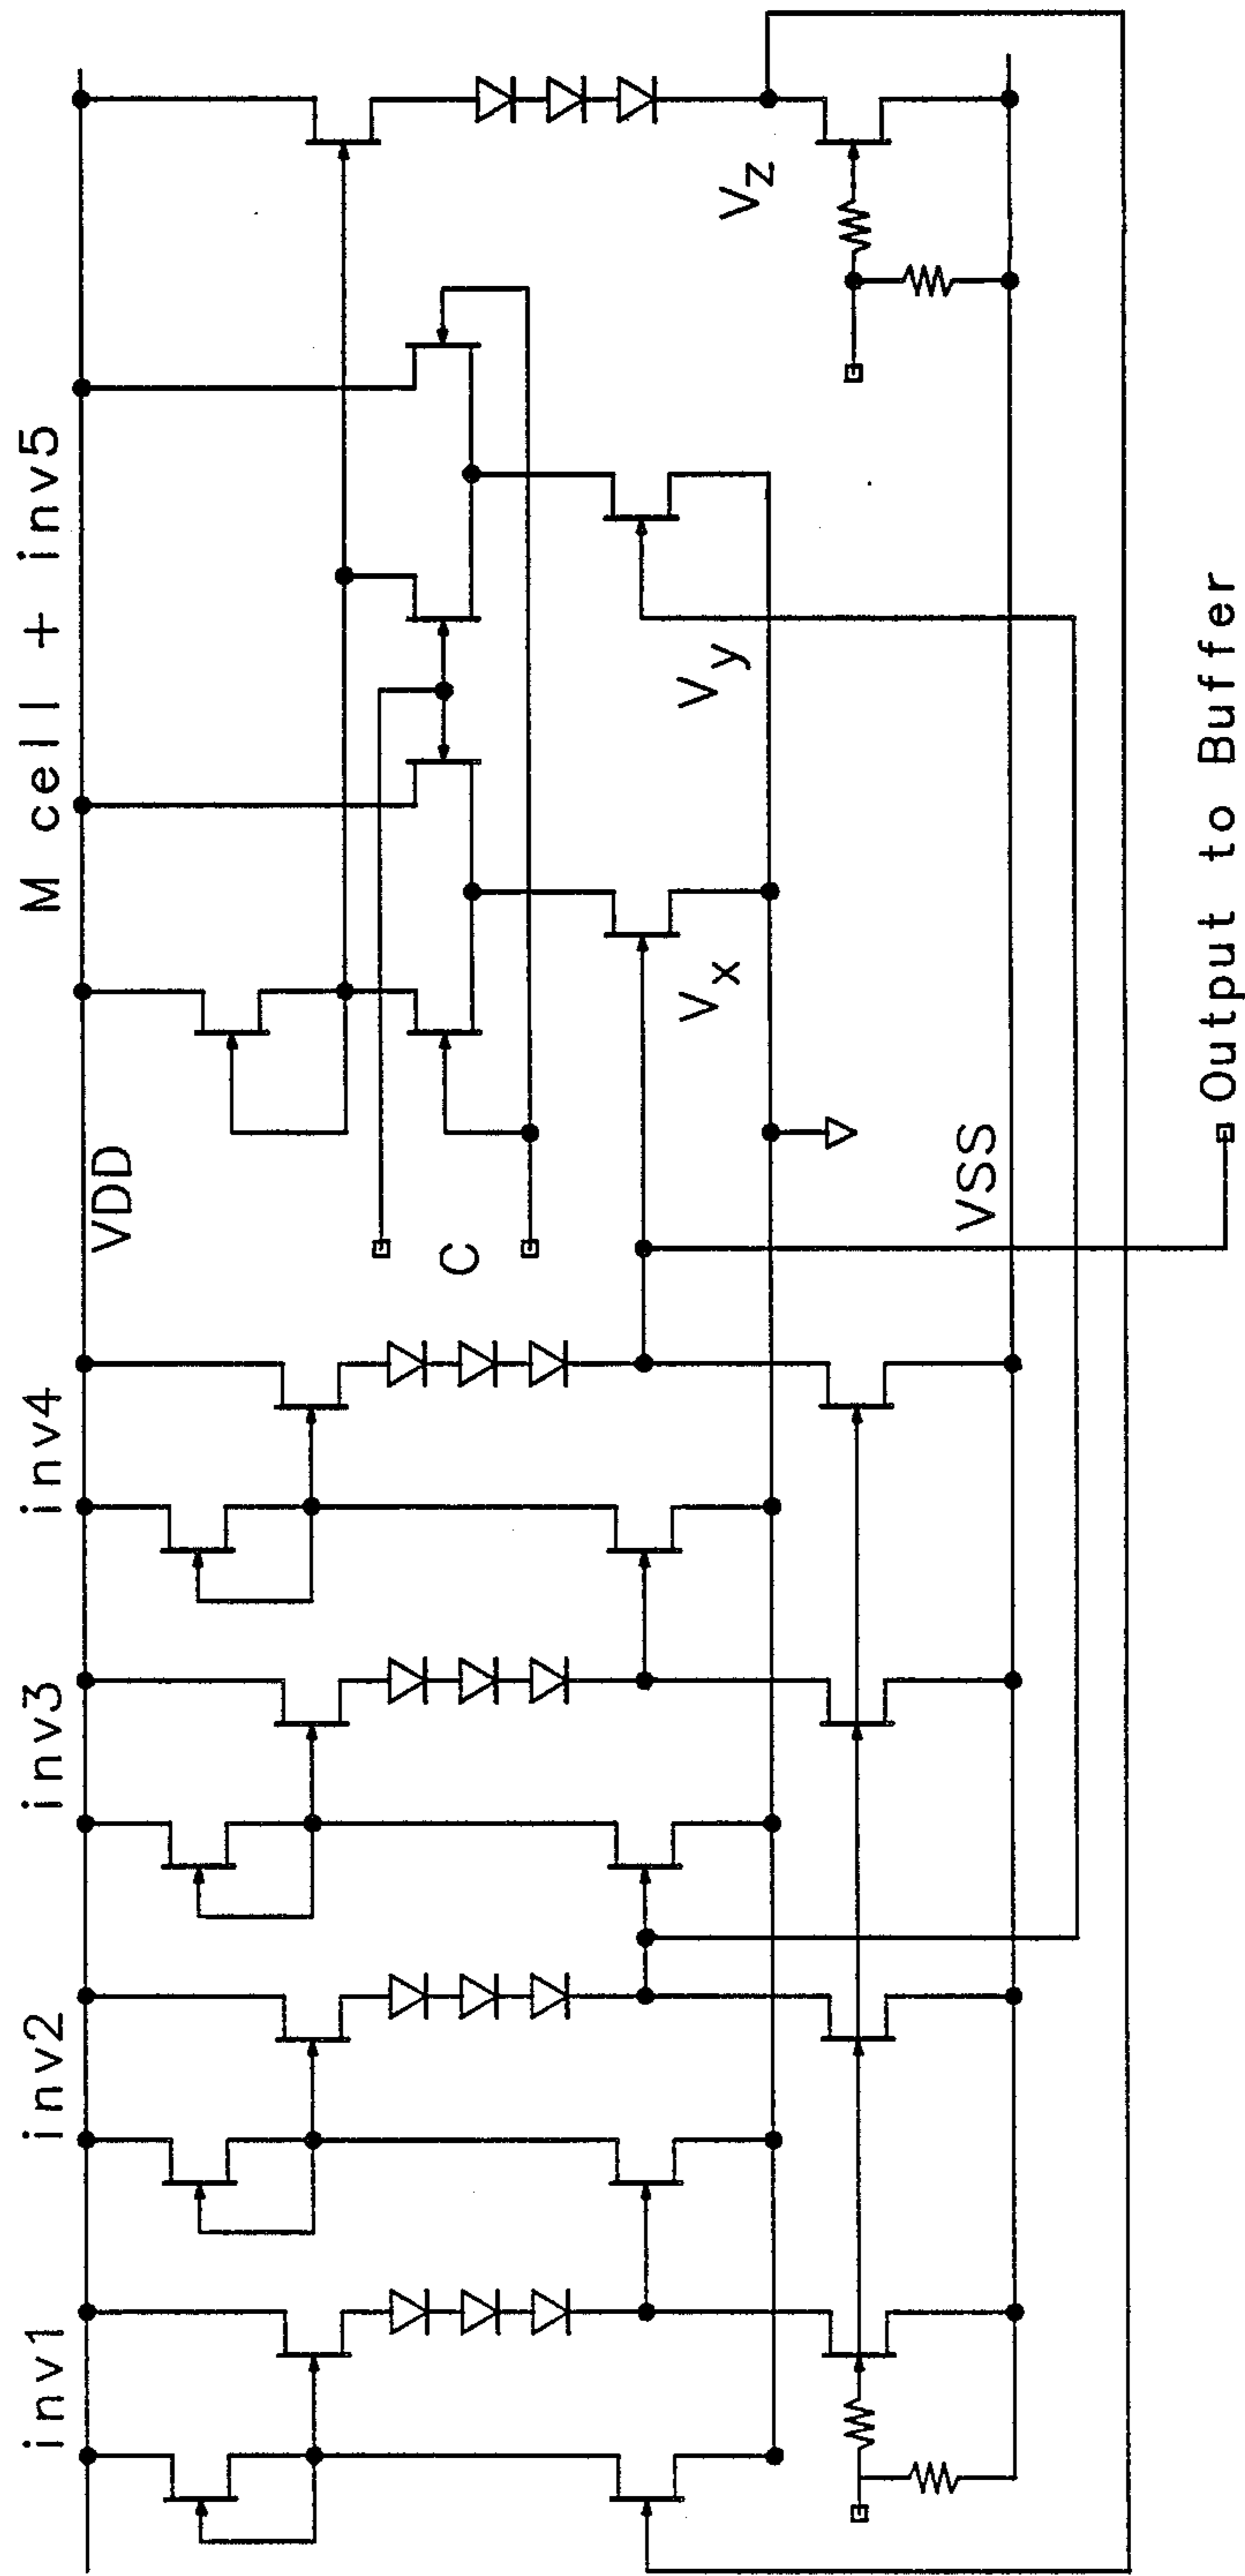 inv1
inv2
inv3
inv4
M cell + inv5
VDD
C
Vx
Vy
Vz
VSS
Output to Buffer